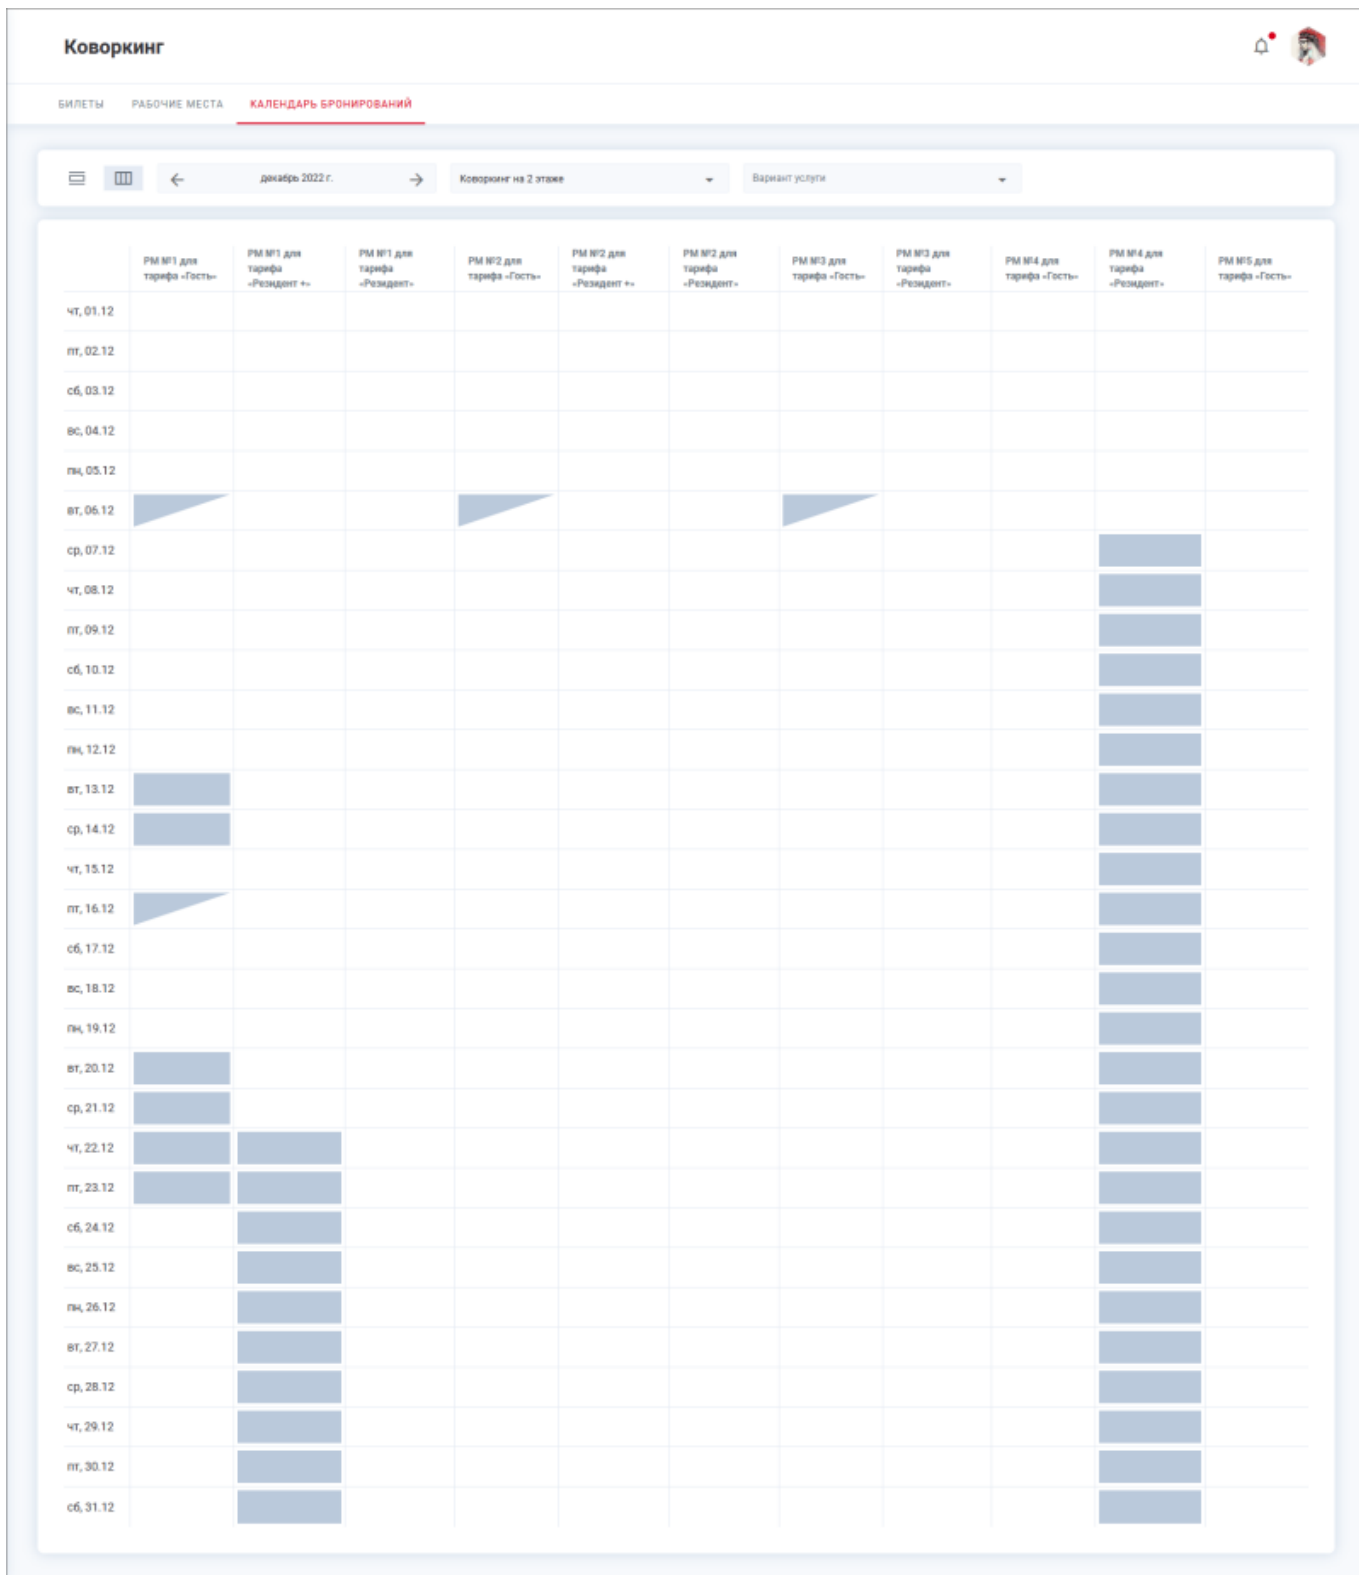 Коворкинг
БИЛЕТЫ РАБОЧИЕ МЕСТА КАЛЕНДАРЬ БРОНИРОВАНИЙ
декабрь 2022 г. Коворкинг на 2 этаже Вариант услуги
РМ №1 для тарифа «Гость»
РМ №1 для тарифа «Резидент +»
РМ №1 для тарифа «Резидент»
РМ №2 для тарифа «Гость»
РМ №2 для тарифа «Резидент +»
РМ №2 для тарифа «Резидент»
РМ №3 для тарифа «Гость»
РМ №3 для тарифа «Резидент»
РМ №4 для тарифа «Гость»
РМ №4 для тарифа «Резидент»
РМ №5 для тарифа «Гость»
чт, 01.12
пт, 02.12
сб, 03.12
вс, 04.12
пн, 05.12
вт, 06.12
ср, 07.12
чт, 08.12
пт, 09.12
сб, 10.12
вс, 11.12
пн, 12.12
вт, 13.12
ср, 14.12
чт, 15.12
пт, 16.12
сб, 17.12
вс, 18.12
пн, 19.12
вт, 20.12
ср, 21.12
чт, 22.12
пт, 23.12
сб, 24.12
вс, 25.12
пн, 26.12
вт, 27.12
ср, 28.12
чт, 29.12
пт, 30.12
сб, 31.12